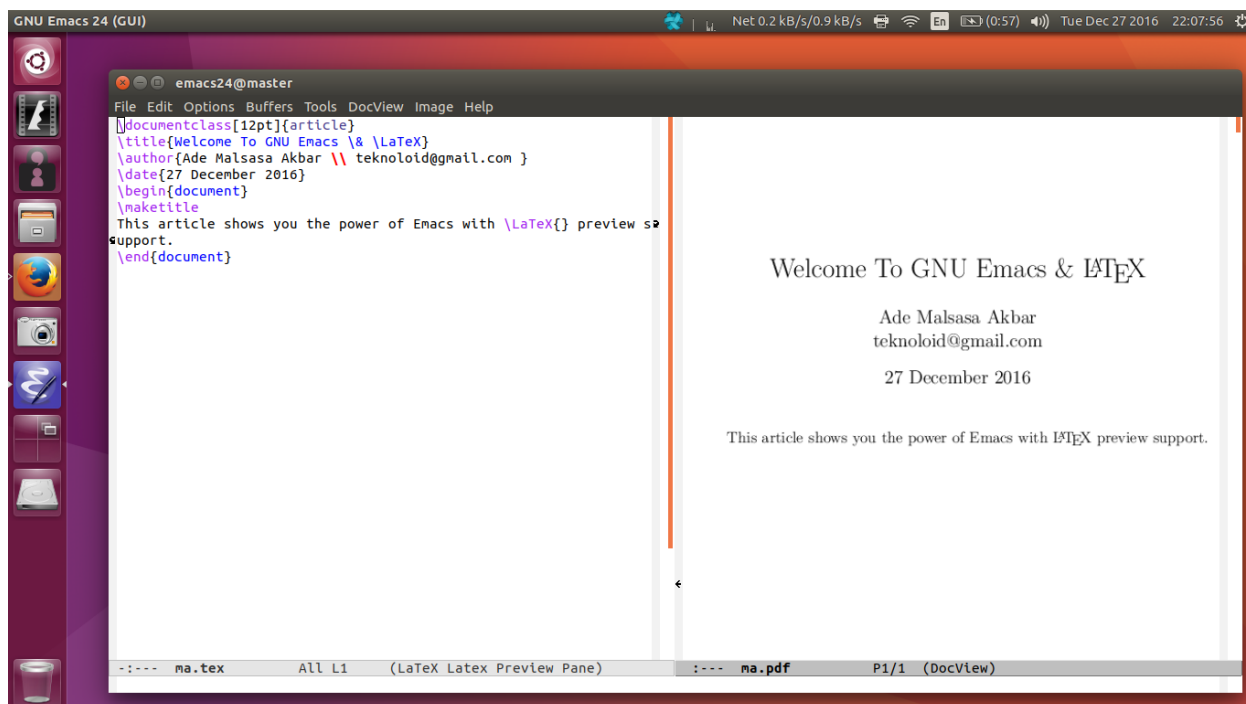 GNU Emacs 24 (GUI)
Net 0.2 kB/s/0.9 kB/s En (0:57) Tue Dec 27 2016 22:07:56
emacs24@master
File Edit Options Buffers Tools DocView Image Help
\documentclass[12pt]{article}
\title{Welcome To GNU Emacs \& \LaTeX}
\author{Ade Malsasa Akbar \\ teknoloid@gmail.com }
\date{27 December 2016}
\begin{document}
\maketitle
This article shows you the power of Emacs with \LaTeX{} preview s
upport.
\end{document}
-:--- ma.tex All L1 (LaTeX Latex Preview Pane)
Welcome To GNU Emacs & LATEX
Ade Malsasa Akbar
teknoloid@gmail.com
27 December 2016
This article shows you the power of Emacs with LATEX preview support.
:--- ma.pdf P1/1 (DocView)